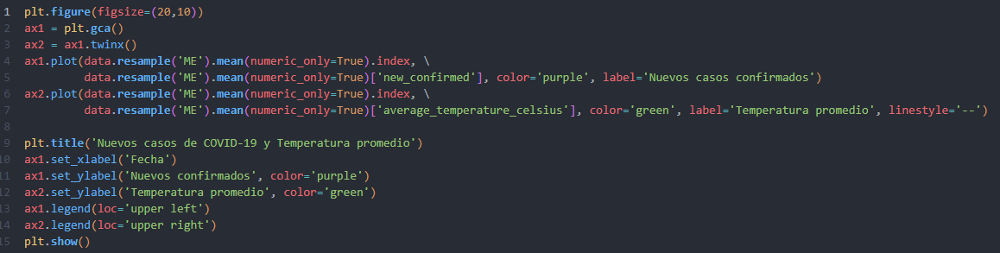 1 plt.figure(figsize=(20,10))
2 ax1 = plt.gca()
3 ax2 = ax1.twinx()
4 ax1.plot(data.resample('ME').mean(numeric_only=True).index, \
5          data.resample('ME').mean(numeric_only=True)['new_confirmed'], color='purple', label='Nuevos casos confirmados')
6 ax2.plot(data.resample('ME').mean(numeric_only=True).index, \
7          data.resample('ME').mean(numeric_only=True)['average_temperature_celsius'], color='green', label='Temperatura promedio', linestyle='--')
8
9 plt.title('Nuevos casos de COVID-19 y Temperatura promedio')
10 ax1.set_xlabel('Fecha')
11 ax1.set_ylabel('Nuevos confirmados', color='purple')
12 ax2.set_ylabel('Temperatura promedio', color='green')
13 ax1.legend(loc='upper left')
14 ax2.legend(loc='upper right')
15 plt.show()